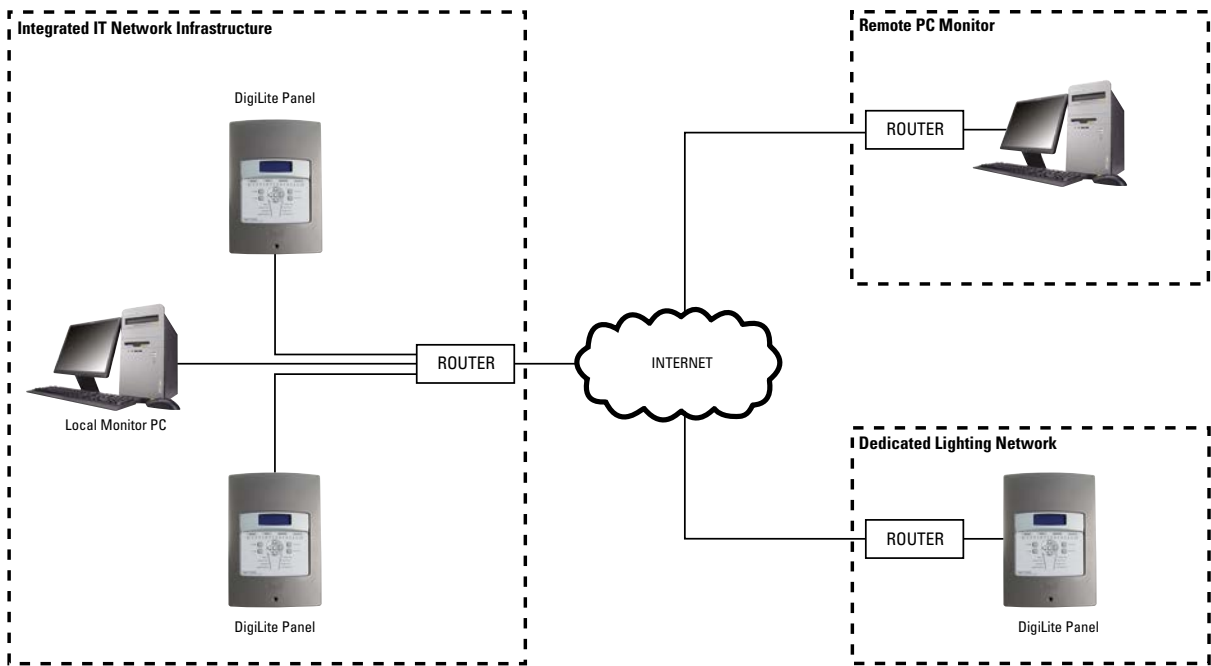 Integrated IT Network Infrastructure
DigiLite Panel
ROUTER
Local Monitor PC
DigiLite Panel
INTERNET
Remote PC Monitor
ROUTER
Dedicated Lighting Network
ROUTER
DigiLite Panel